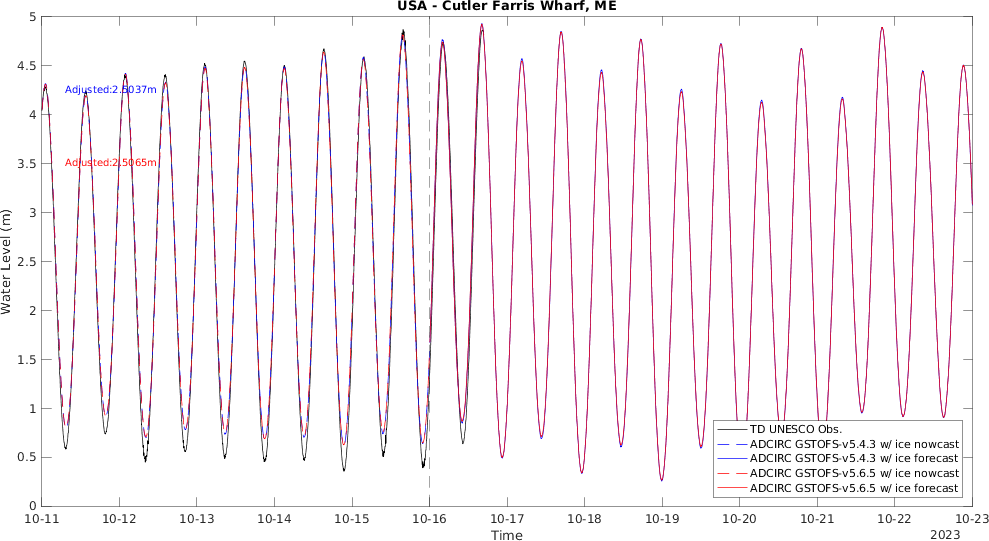 USA - Cutler Farris Wharf, ME
5
4.5
4
3.5
3
2.5
2
1.5
1
0.5
0
Water Level (m)
Adjusted:2.5037m
Adjusted:2.5065m
TD UNESCO Obs.
ADCIRC GSTOFS-v5.4.3 w/ ice nowcast
ADCIRC GSTOFS-v5.4.3 w/ ice forecast
ADCIRC GSTOFS-v5.6.5 w/ ice nowcast
ADCIRC GSTOFS-v5.6.5 w/ ice forecast
10-11 10-12 10-13 10-14 10-15 10-16 10-17 10-18 10-19 10-20 10-21 10-22 10-23
Time
2023